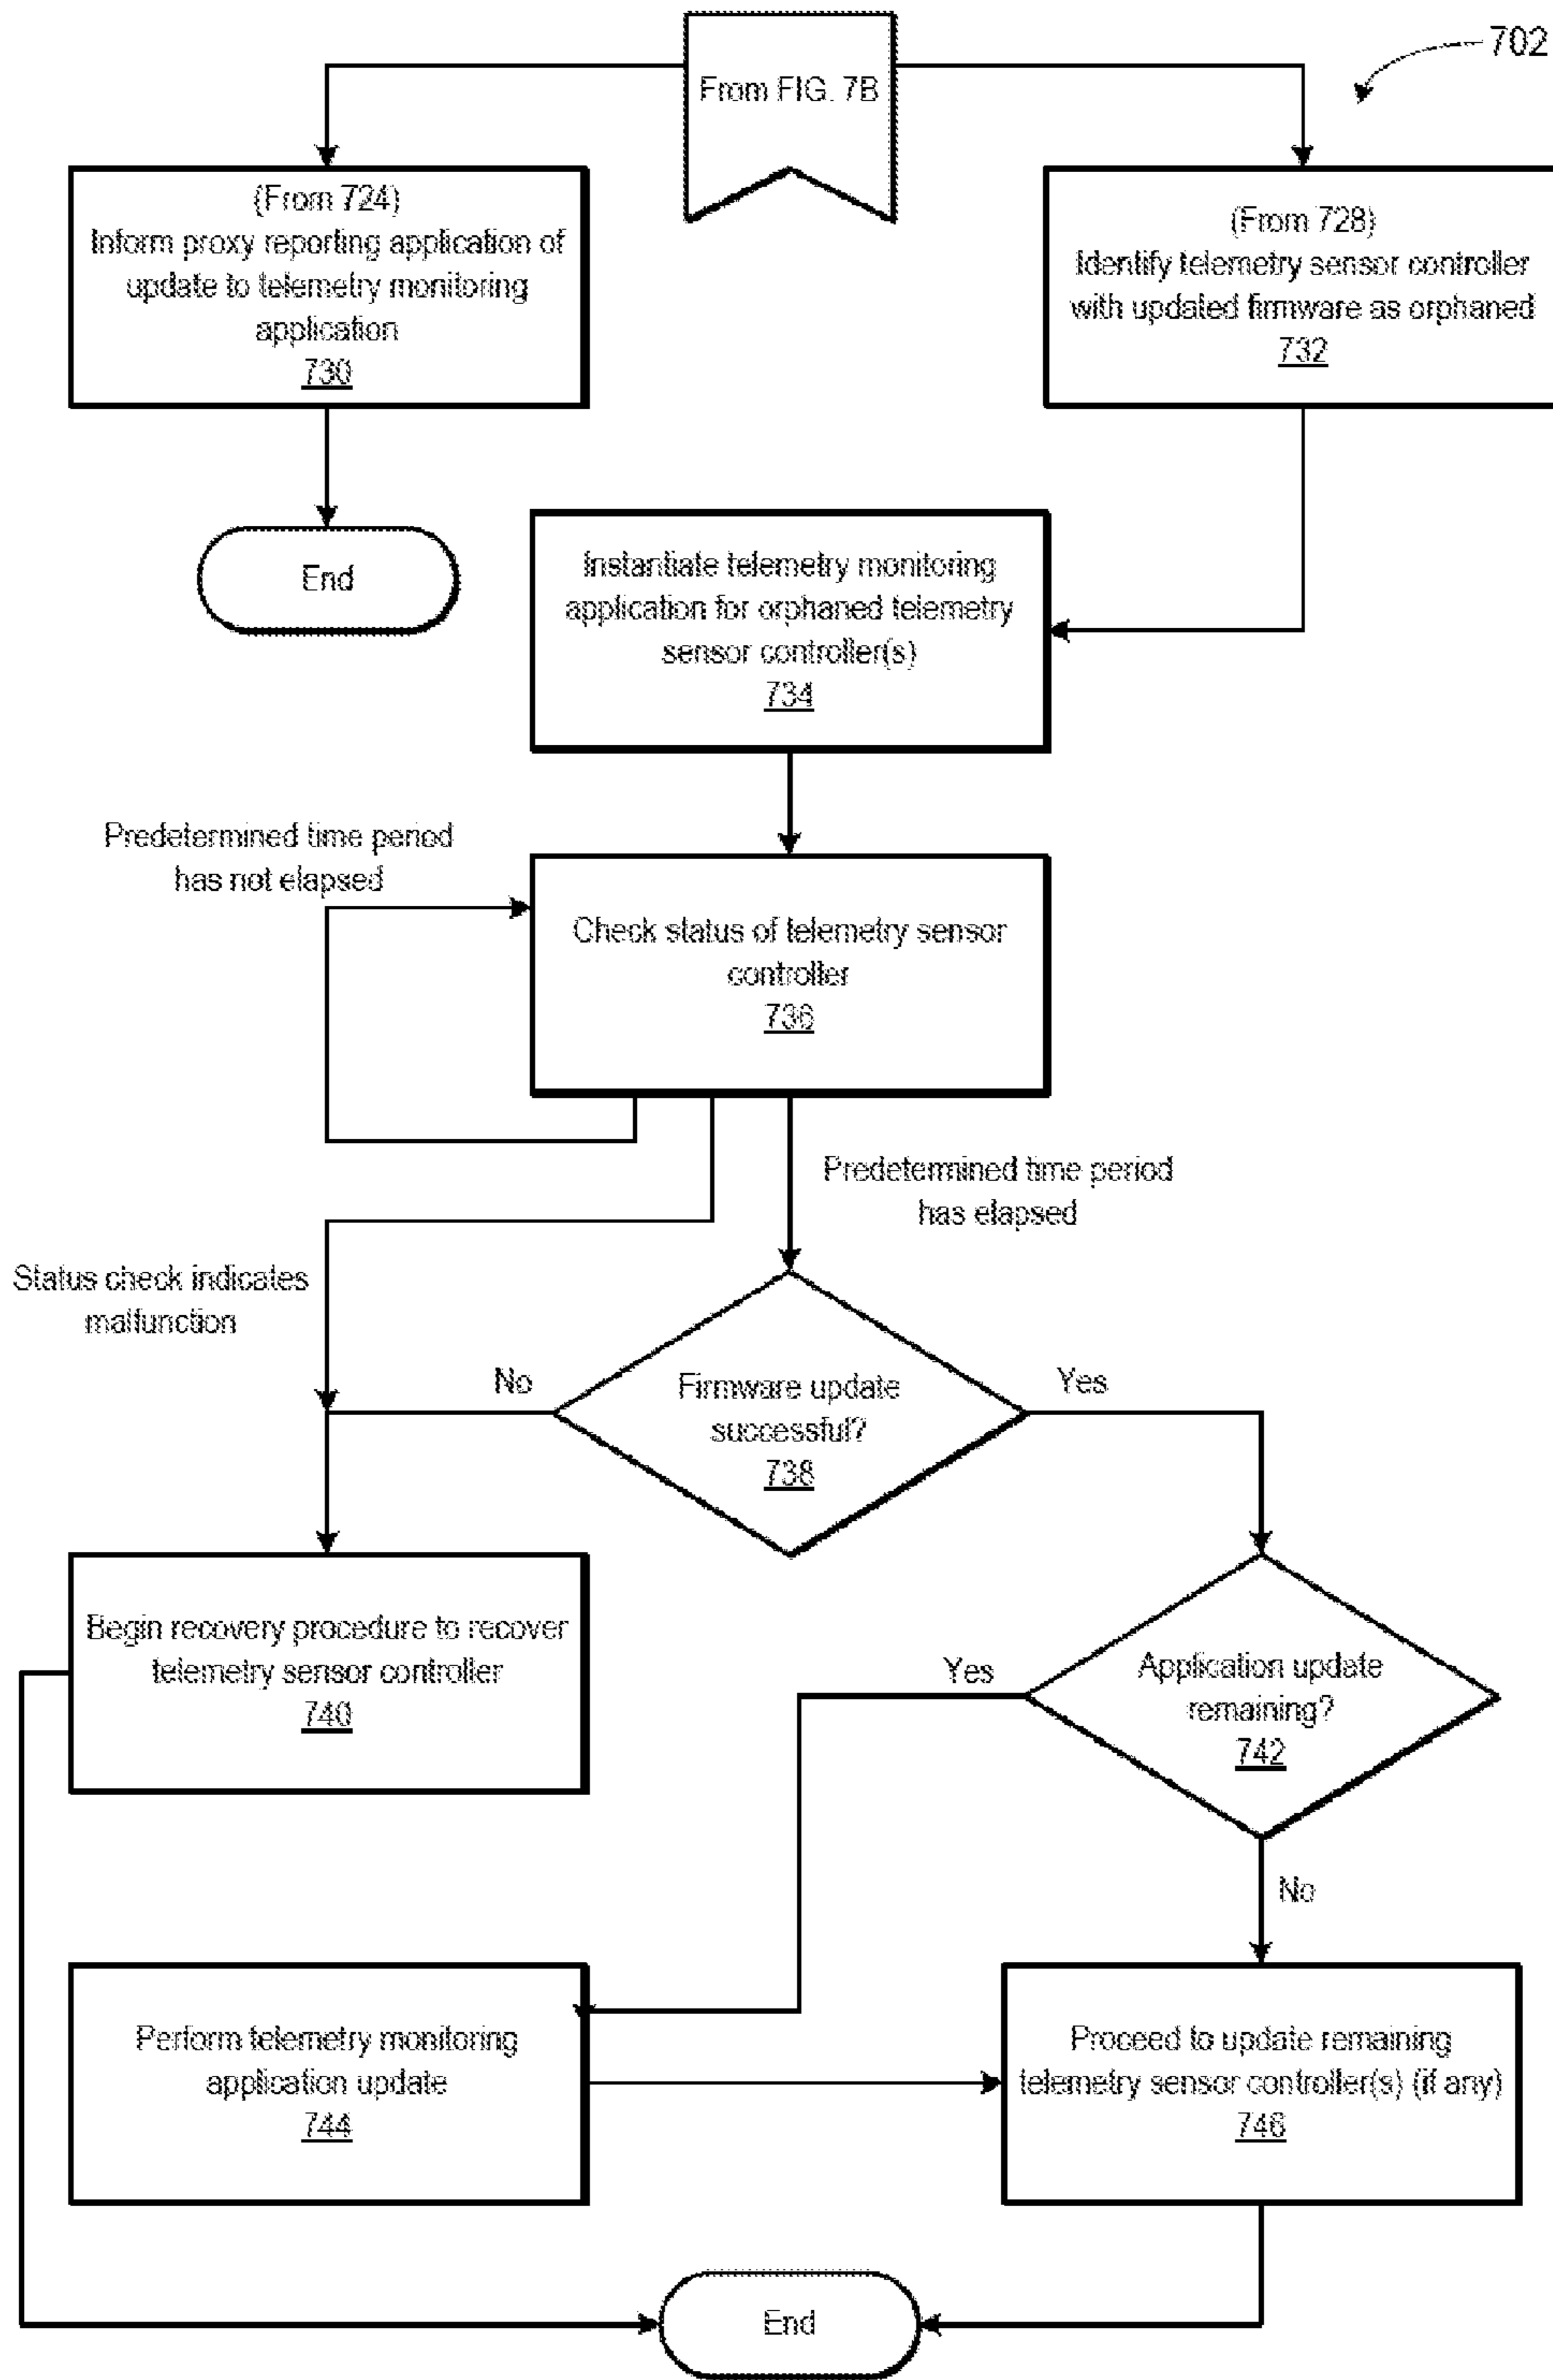 702
From FIG. 7B
(From 724)
Inform proxy reporting application of
update to telemetry monitoring
application
730
(From 728)
Identify telemetry sensor controller
with updated firmware as orphaned
732
End
Instantiate telemetry monitoring
application for orphaned telemetry
sensor controller(s)
734
Predetermined time period
has not elapsed
Check status of telemetry sensor
controller
736
Predetermined time period
has elapsed
Status check indicates
malfunction
No
Firmware update
successful?
738
Yes
Begin recovery procedure to recover
telemetry sensor controller
740
Yes
Application update
remaining?
742
No
Perform telemetry monitoring
application update
744
Proceed to update remaining
telemetry sensor controller(s) (if any)
746
End